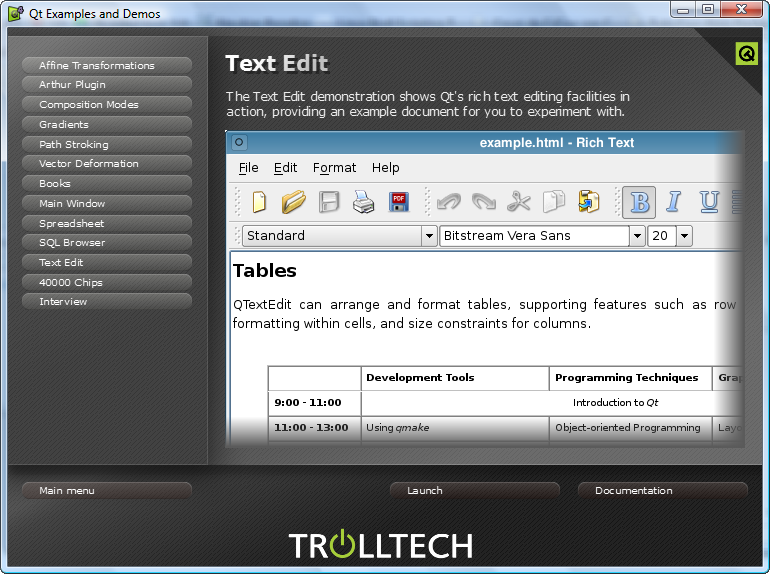 Qt Examples and Demos
Affine Transformations
Arthur Plugin
Composition Modes
Gradients
Path Stroking
Vector Deformation
Books
Main Window
Spreadsheet
SQL Browser
Text Edit
40000 Chips
Interview
Text Edit
The Text Edit demonstration shows Qt's rich text editing facilities in
action, providing an example document for you to experiment with.
example.html - Rich Text
File Edit Format Help
PDF
B I U
Standard Bitstream Vera Sans 20
Tables
QTextEdit can arrange and format tables, supporting features such as row
formatting within cells, and size constraints for columns.
Development Tools Programming Techniques
9:00 - 11:00 Introduction to Qt
11:00 - 13:00 Using qmake Object-oriented Programming
Main menu Launch Documentation
TROLLTECH